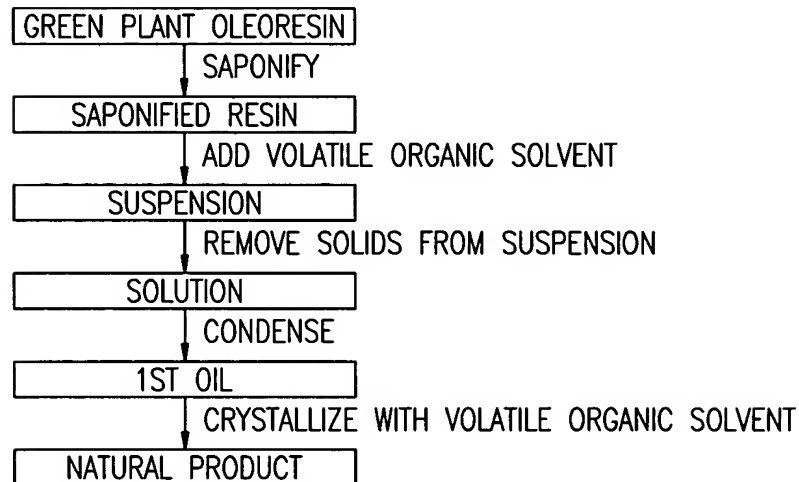 GREEN PLANT OLEORESIN
SAPONIFY
SAPONIFIED RESIN
ADD VOLATILE ORGANIC SOLVENT
SUSPENSION
REMOVE SOLIDS FROM SUSPENSION
SOLUTION
CONDENSE
1ST OIL
CRYSTALLIZE WITH VOLATILE ORGANIC SOLVENT
NATURAL PRODUCT